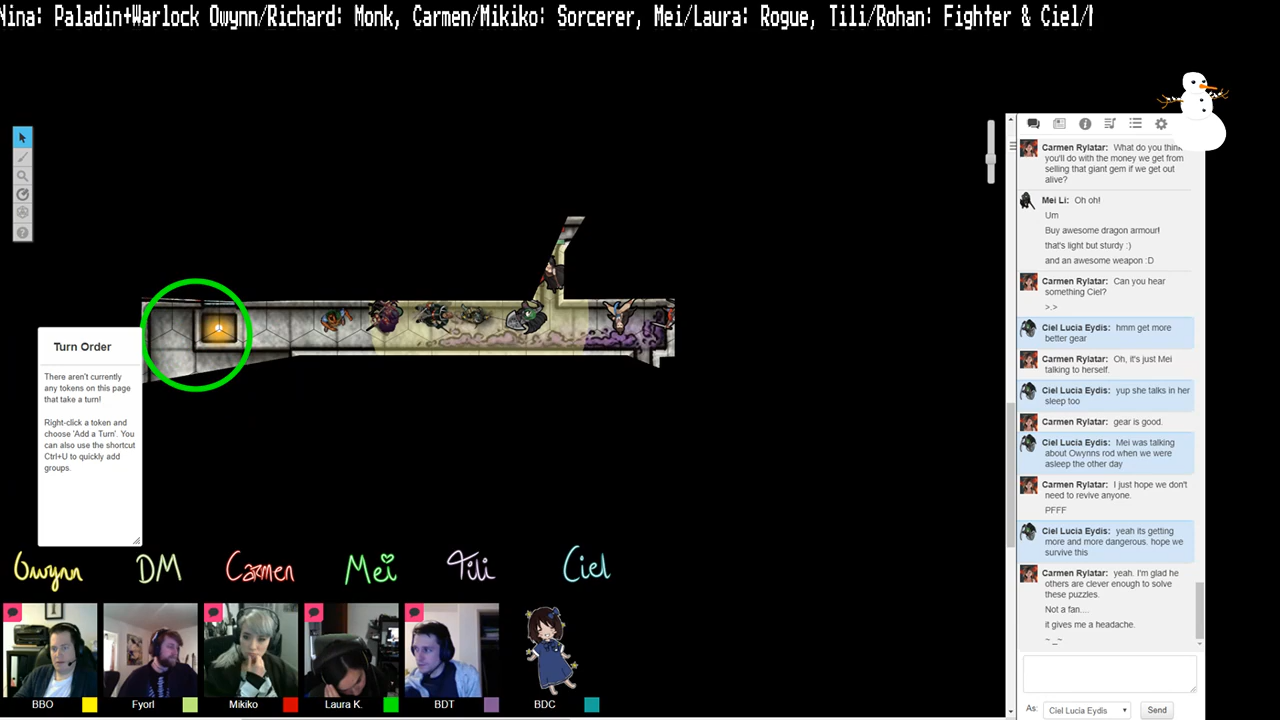 Nina: Paladin+Warlock Owynn/Richard: Monk, Carmen/Mikiko: Sorcerer, Mei/Laura: Rogue, Tili/Rohan: Fighter & Ciel/
Carmen Rylatar: What do you think
you'll do with the money we get from
selling that giant gem if we get out
alive?
Mei Li: Oh oh!
Um
Buy awesome dragon armour!
that's light but sturdy :)
and an awesome weapon :D
Carmen Rylatar: Can you hear
something Ciel?
>.>
Ciel Lucia Eydis: hmm get more
better gear
Carmen Rylatar: Oh, it's just Mei
talking to herself.
Ciel Lucia Eydis: yup she talks in her
sleep too
Carmen Rylatar: gear is good.
Ciel Lucia Eydis: Mei was talking
about Owynns rod when we were
asleep the other day
Carmen Rylatar: I just hope we don't
need to revive anyone.
PFFF
Ciel Lucia Eydis: yeah its getting
more and more dangerous. hope we
survive this
Carmen Rylatar: yeah. I'm glad he
others are clever enough to solve
these puzzles.
Not a fan....
it gives me a headache.
~_~
As: Ciel Lucia Eydis Send
Turn Order
There aren't currently
any tokens on this page
that take a turn!
Right-click a token and
choose 'Add a Turn'. You
can also use the shortcut
Ctrl+U to quickly add
groups.
Owynn DM Carmen Mei Tili Ciel
BBO Fyorl Mikiko Laura K. BDT BDC